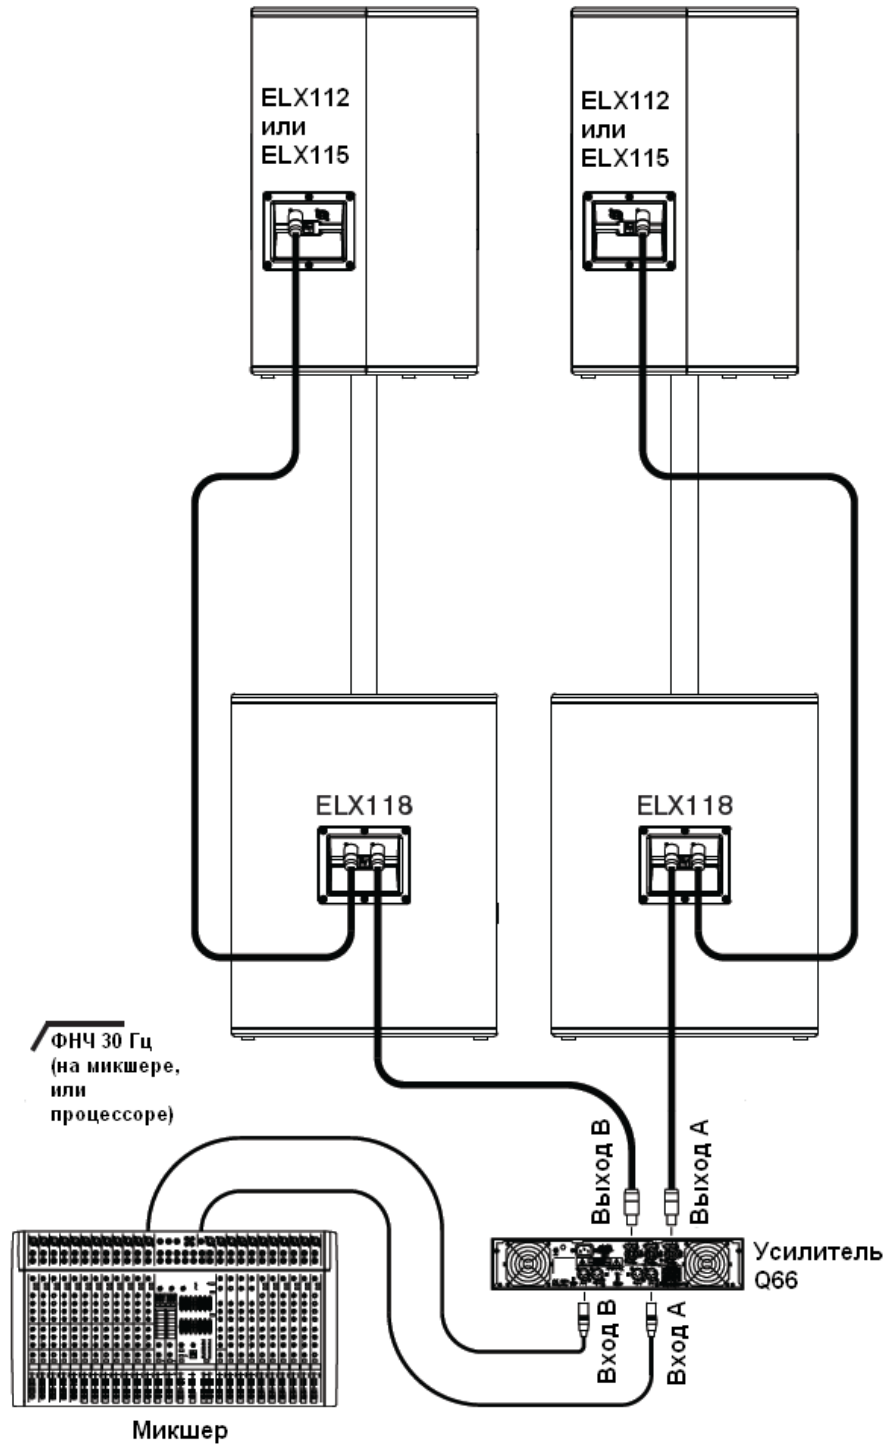 ELX112
или
ELX115
ELX112
или
ELX115
ELX118
ELX118
ФНЧ 30 Гц
(на микшере,
или
процессоре)
Выход B
Выход A
Усилитель
Q66
Вход B
Вход A
Микшер